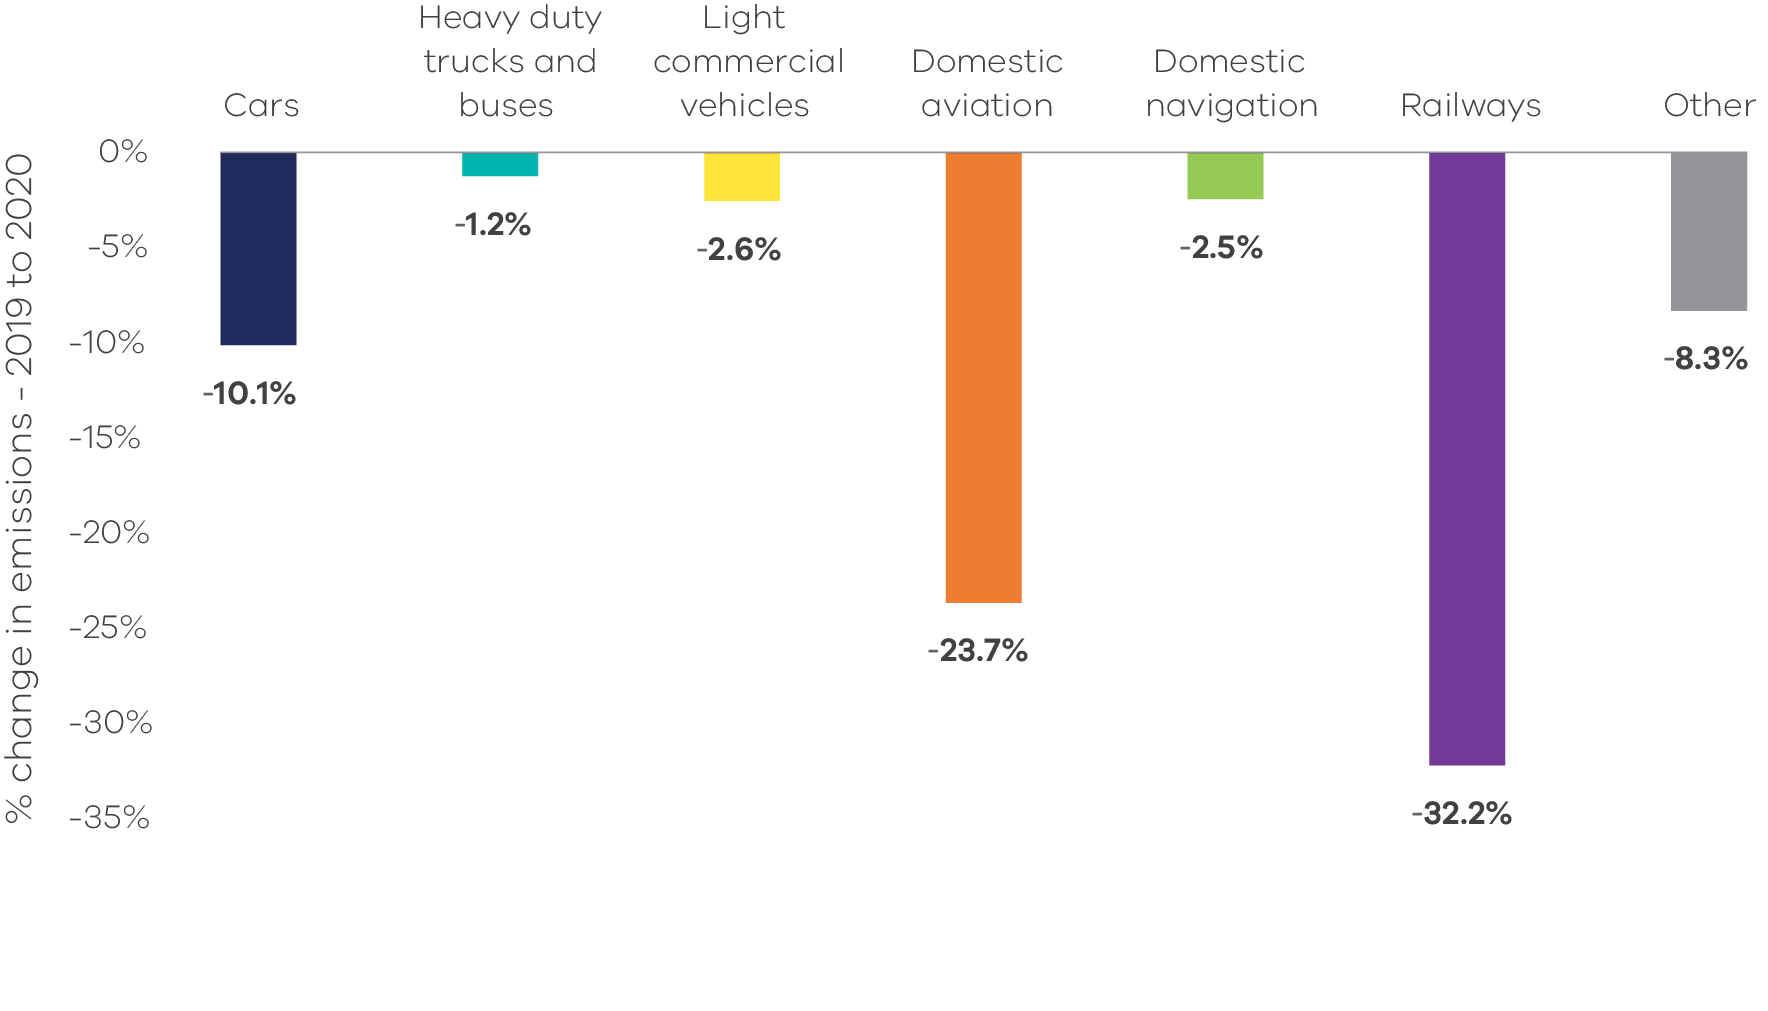 Heavy duty
trucks and
buses
Light
commercial
vehicles
Domestic
aviation
Domestic
navigation
Cars
Railways
Other
% change in emissions - 2019 to 2020
0%
-5%
-10%
-15%
-20%
-25%
-30%
-35%
-10.1%
-1.2%
-2.6%
-23.7%
-2.5%
-32.2%
-8.3%